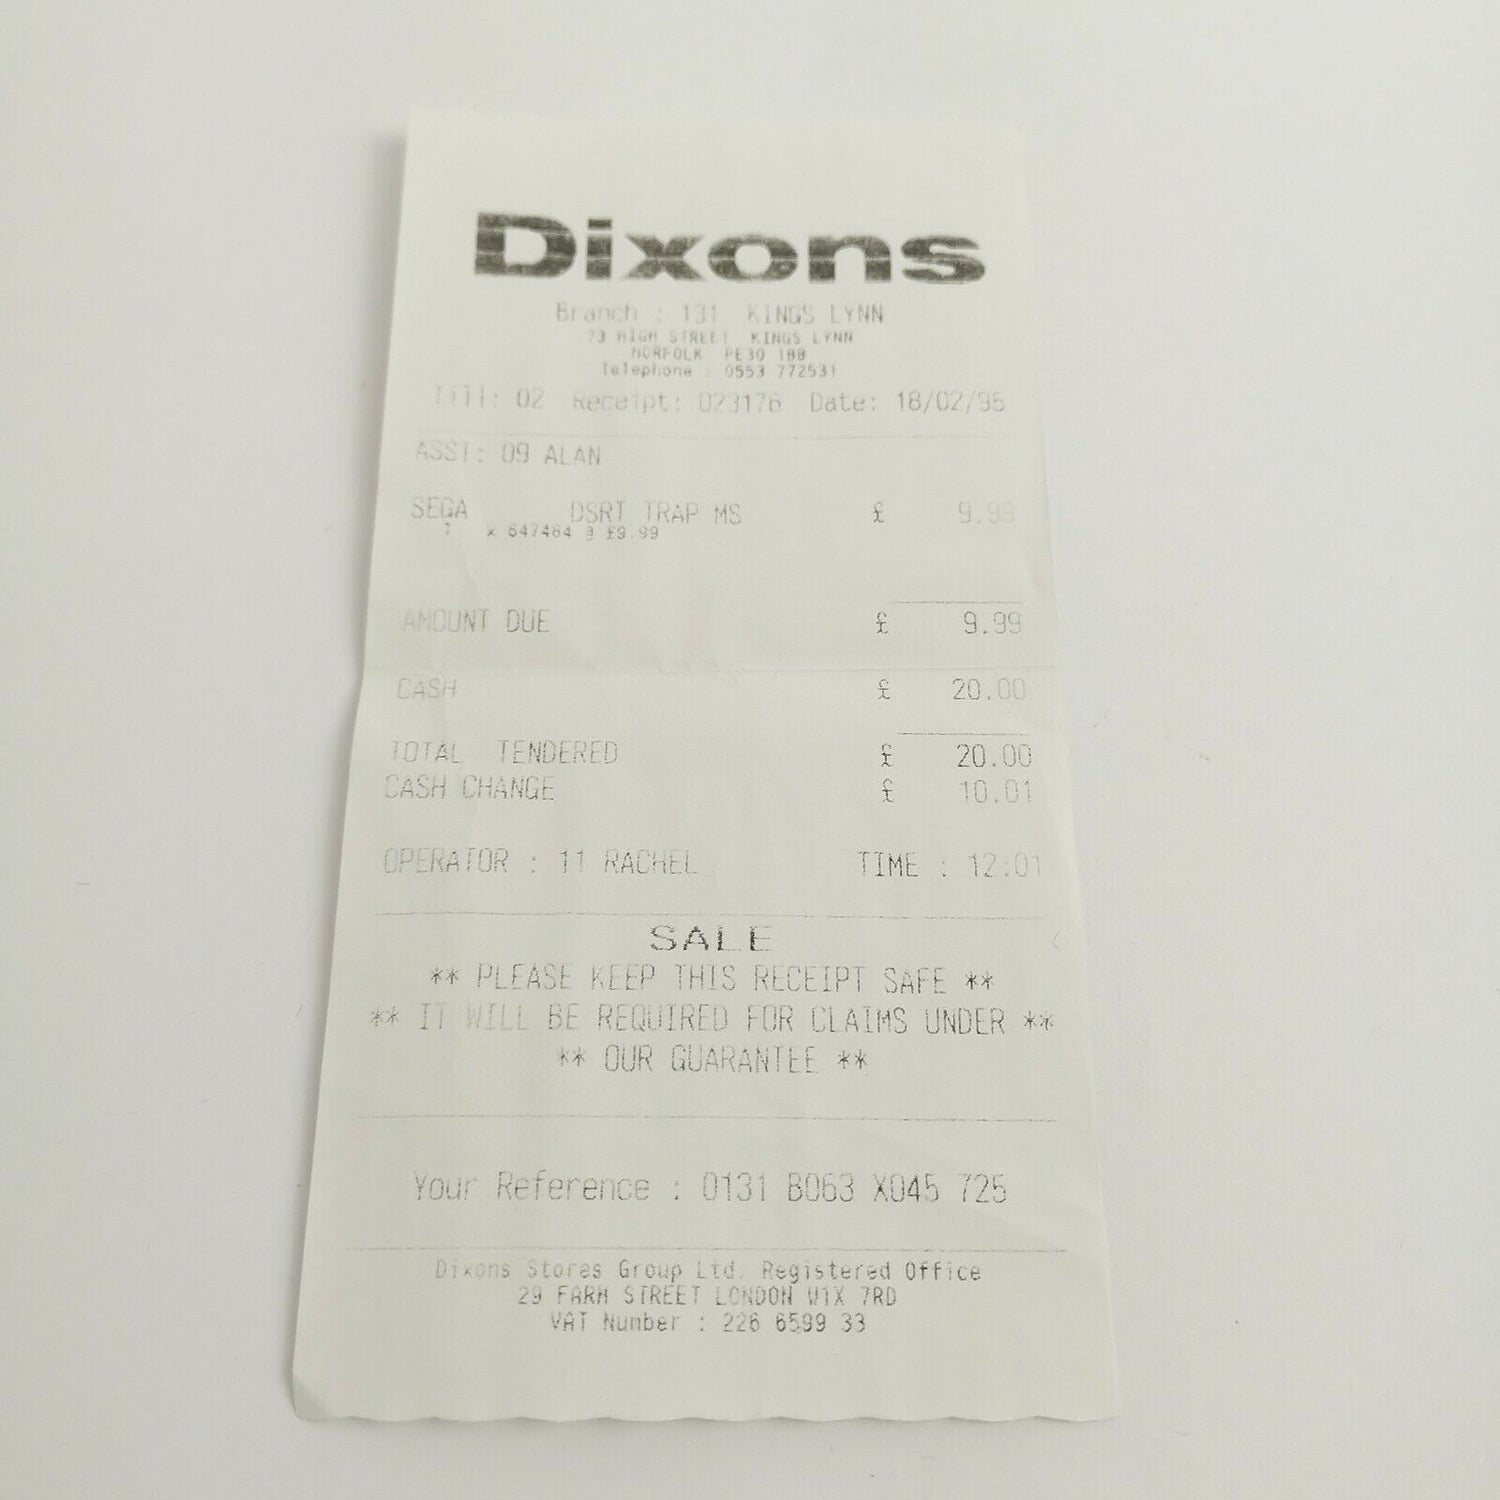 Dixons
Branch : 131 KINGS LYNN
73 HIGH STREET KINGS LYNN
NORFOLK PE30 1BB
Telephone : 0553 772531
Till: 02 Receipt: 023176 Date: 18/02/95
ASST: 09 ALAN
SEGA DSRT TRAP MS £ 9.99
1 x 647464 @ £9.99
AMOUNT DUE £ 9.99
CASH £ 20.00
TOTAL TENDERED £ 20.00
CASH CHANGE £ 10.01
OPERATOR : 11 RACHEL TIME : 12:01
SALE
** PLEASE KEEP THIS RECEIPT SAFE **
** IT WILL BE REQUIRED FOR CLAIMS UNDER **
** OUR GUARANTEE **
Your Reference : 0131 B063 X045 725
Dixons Stores Group Ltd. Registered Office
29 FARM STREET LONDON W1X 7RD
VAT Number : 226 6599 33